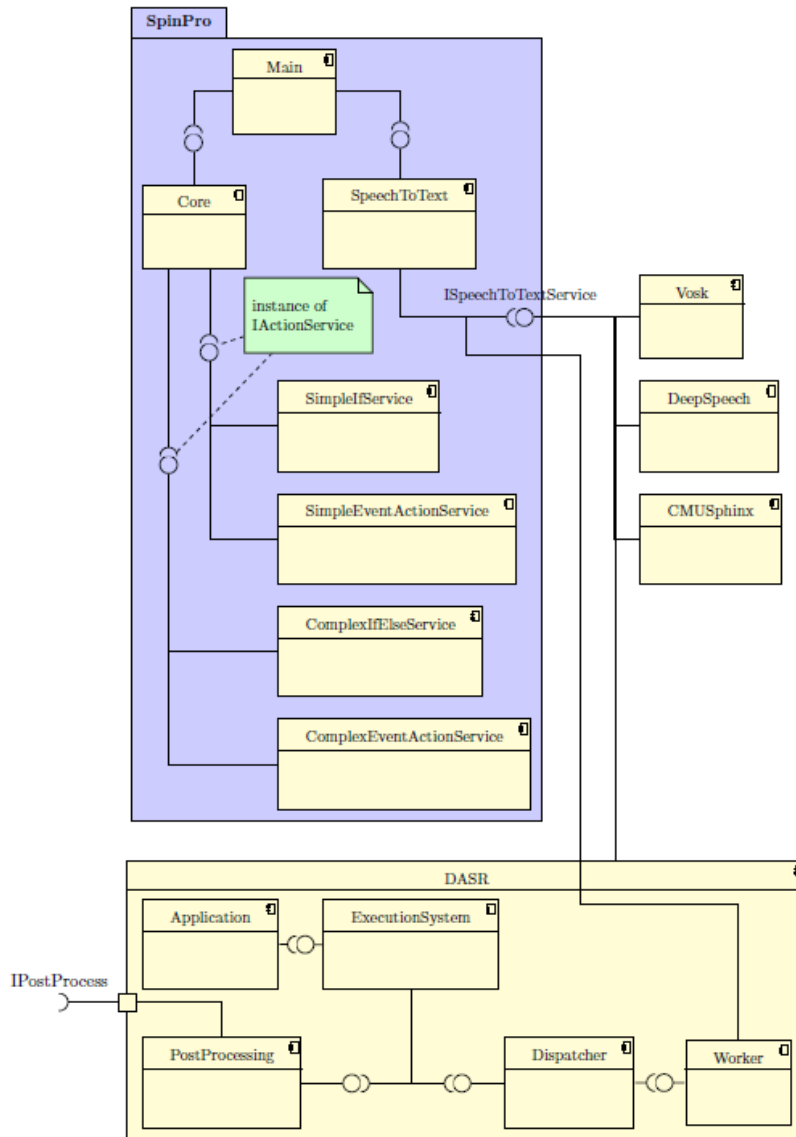 SpinPro
Main
Core
SpeechToText
instance of
IActionService
ISpeechToTextService
Vosk
SimpleIfService
DeepSpeech
SimpleEventActionService
CMUSphinx
ComplexIfElseService
ComplexEventActionService
DASR
Application
ExecutionSystem
IPostProcess
PostProcessing
Dispatcher
Worker